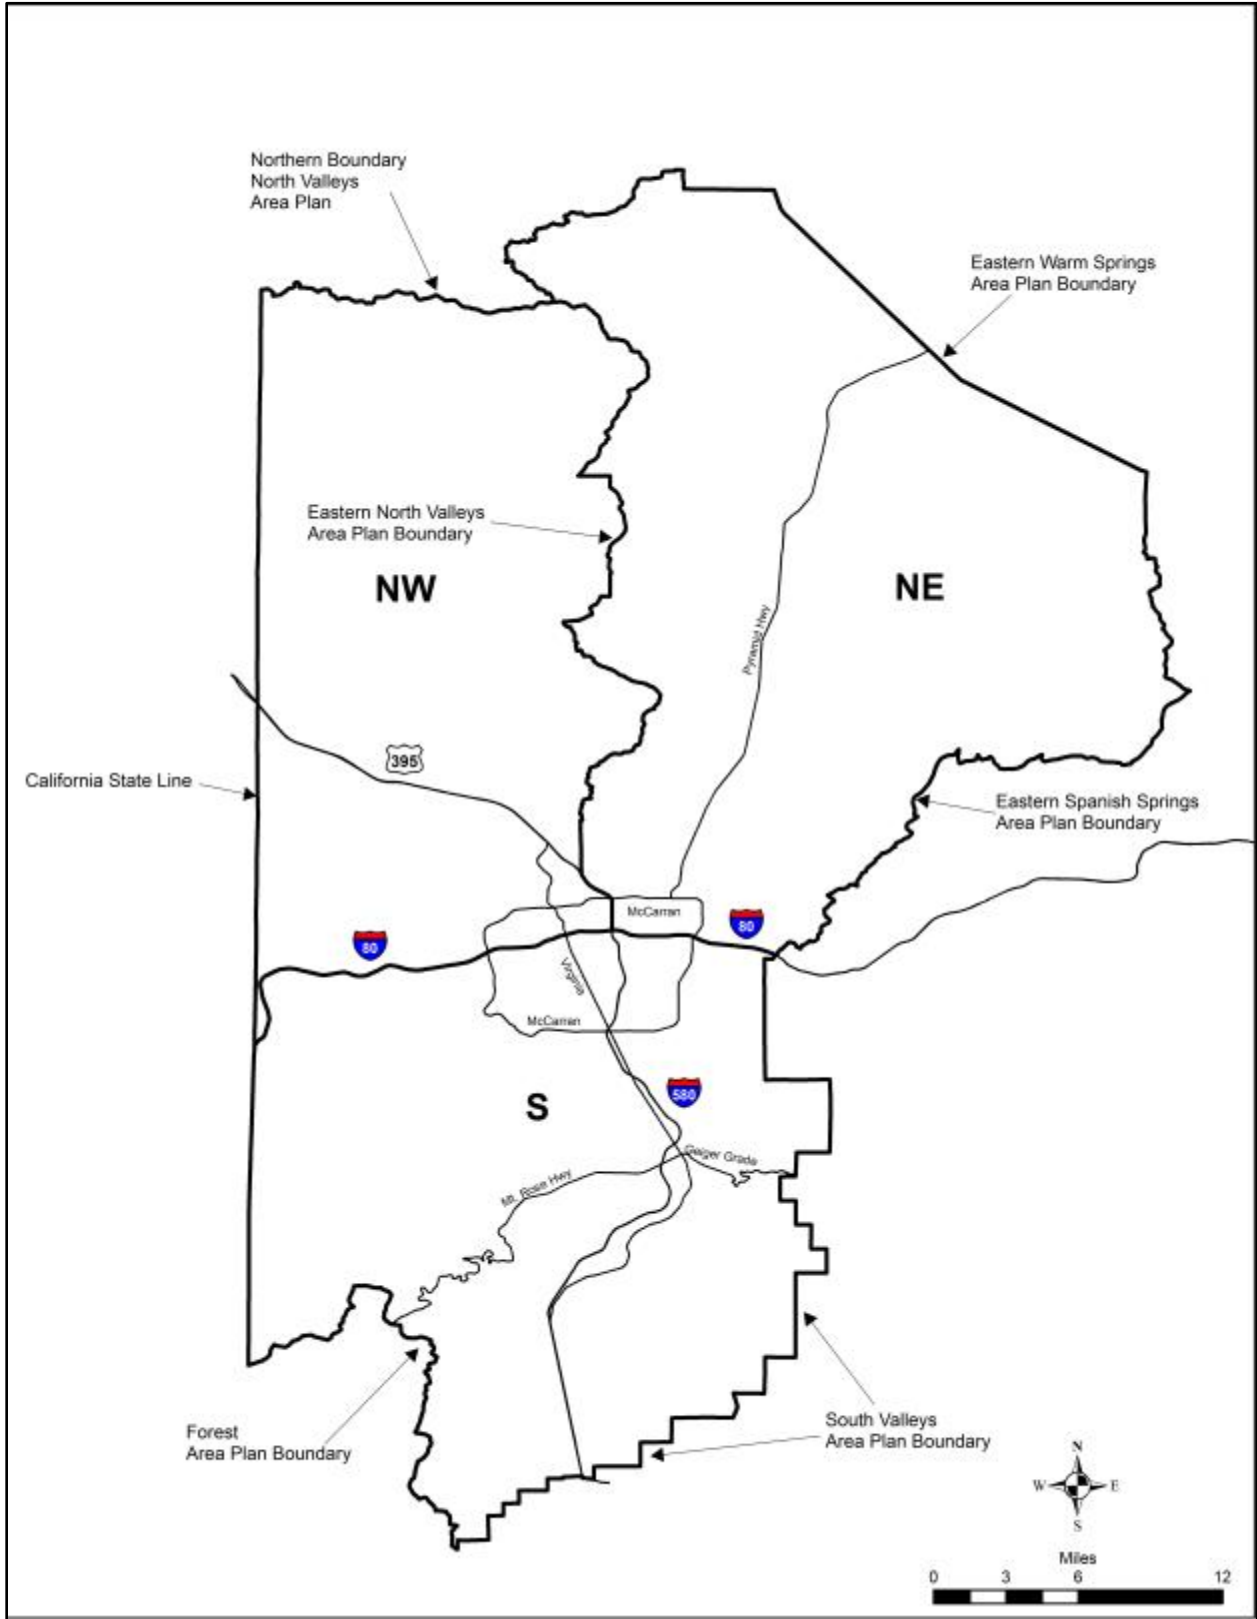 Northern Boundary
North Valleys
Area Plan
Eastern Warm Springs
Area Plan Boundary
Eastern North Valleys
Area Plan Boundary
NW
NE
Pyramid Hwy
395
California State Line
Eastern Spanish Springs
Area Plan Boundary
McCarran
80
80
Virginia
McCarran
580
S
Geiger Grade
Mt. Rose Hwy
Forest
Area Plan Boundary
South Valleys
Area Plan Boundary
N
W
E
S
Miles
0 3 6 12